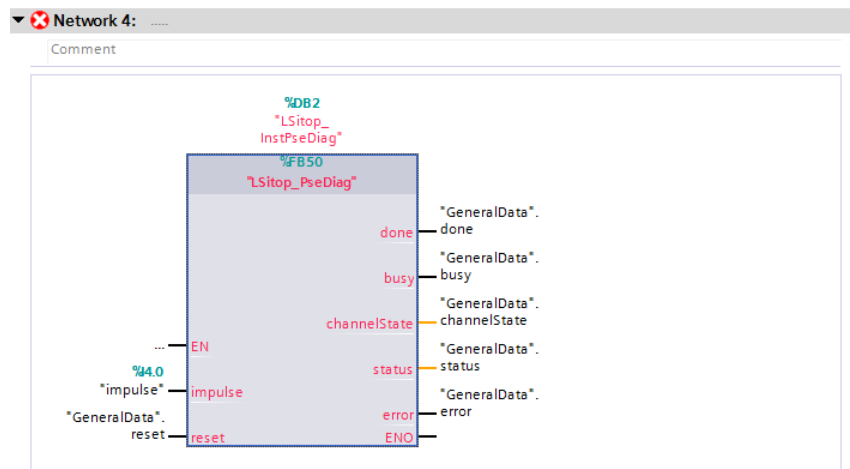 Network 4: .....
Comment
%DB2
"LSitop_
InstPseDiag"
%FB50
"LSitop_PseDiag"
"GeneralData".
done done
"GeneralData".
busy busy
"GeneralData".
channelState channelState
... EN
"GeneralData".
status status
%I4.0
"impulse" impulse
"GeneralData".
error error
"GeneralData".
reset reset
ENO